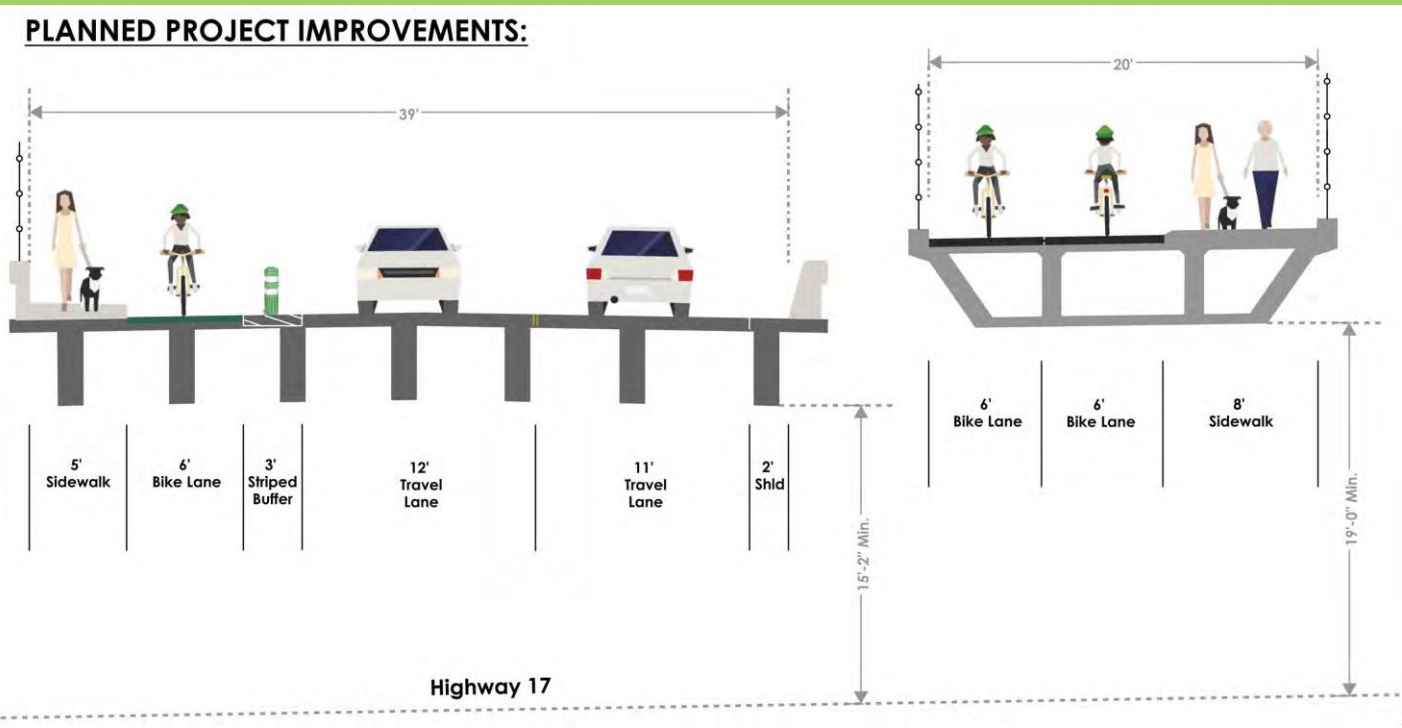 PLANNED PROJECT IMPROVEMENTS:
39'
20'
5'
Sidewalk
6'
Bike Lane
3'
Striped
Buffer
12'
Travel
Lane
11'
Travel
Lane
2'
Shld
15'-2" Min.
6'
Bike Lane
6'
Bike Lane
8'
Sidewalk
19'-0" Min.
Highway 17